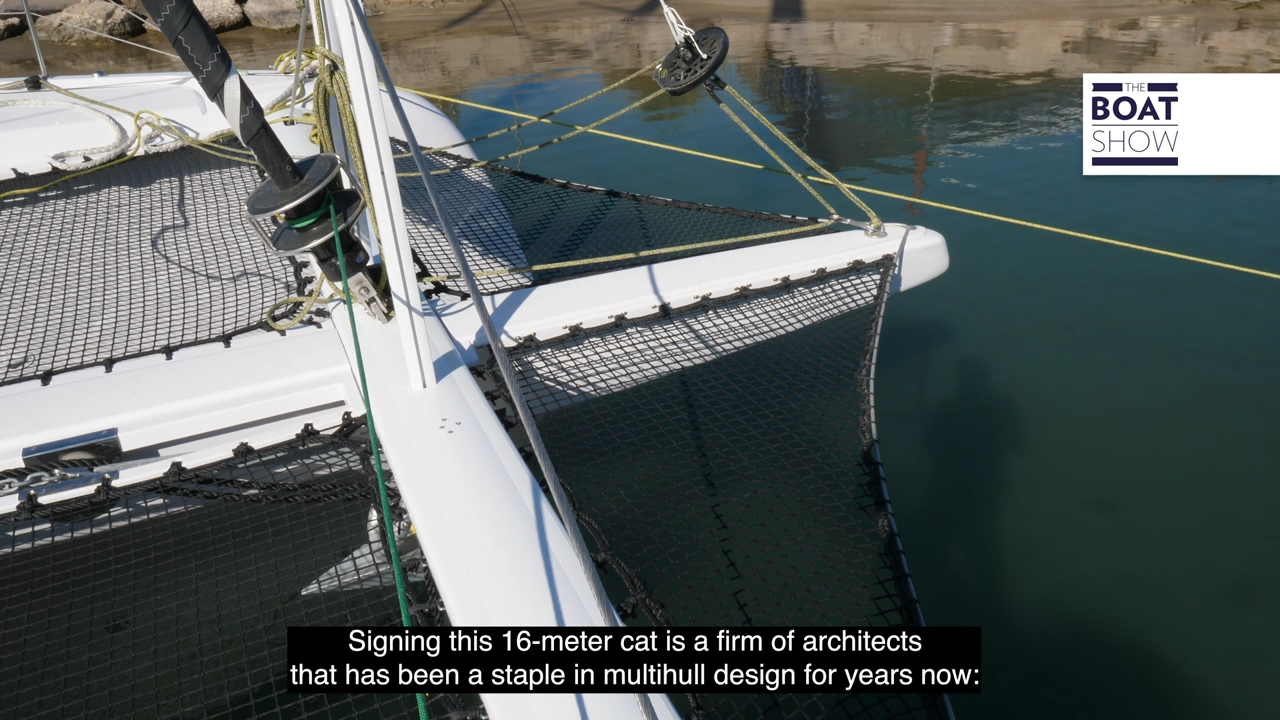 THE
BOAT
SHOW
Signing this 16-meter cat is a firm of architects
that has been a staple in multihull design for years now: